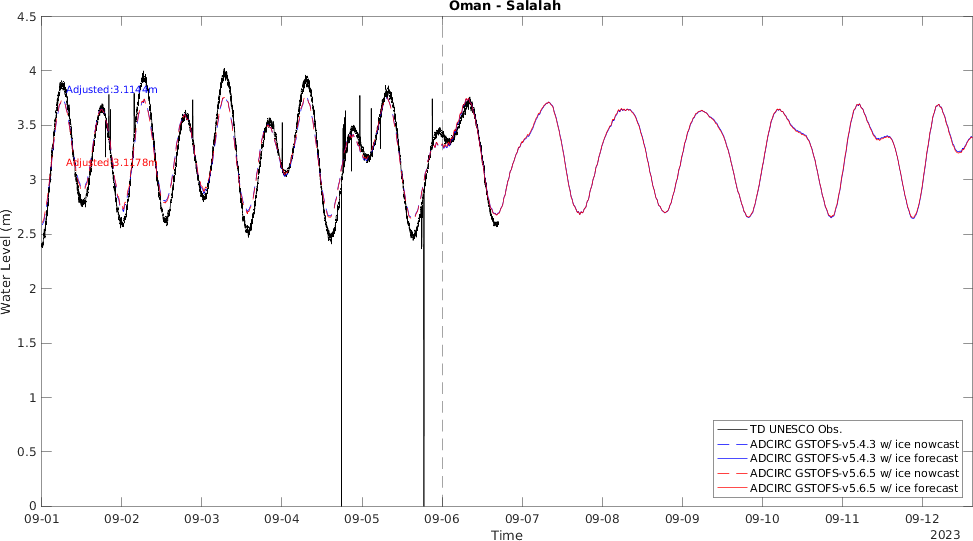 Oman - Salalah
4.5
4
3.5
3
2.5
2
1.5
1
0.5
0
Water Level (m)
Adjusted:3.1144m
Adjusted:3.1178m
TD UNESCO Obs.
ADCIRC GSTOFS-v5.4.3 w/ ice nowcast
ADCIRC GSTOFS-v5.4.3 w/ ice forecast
ADCIRC GSTOFS-v5.6.5 w/ ice nowcast
ADCIRC GSTOFS-v5.6.5 w/ ice forecast
09-01 09-02 09-03 09-04 09-05 09-06 09-07 09-08 09-09 09-10 09-11 09-12
Time
2023